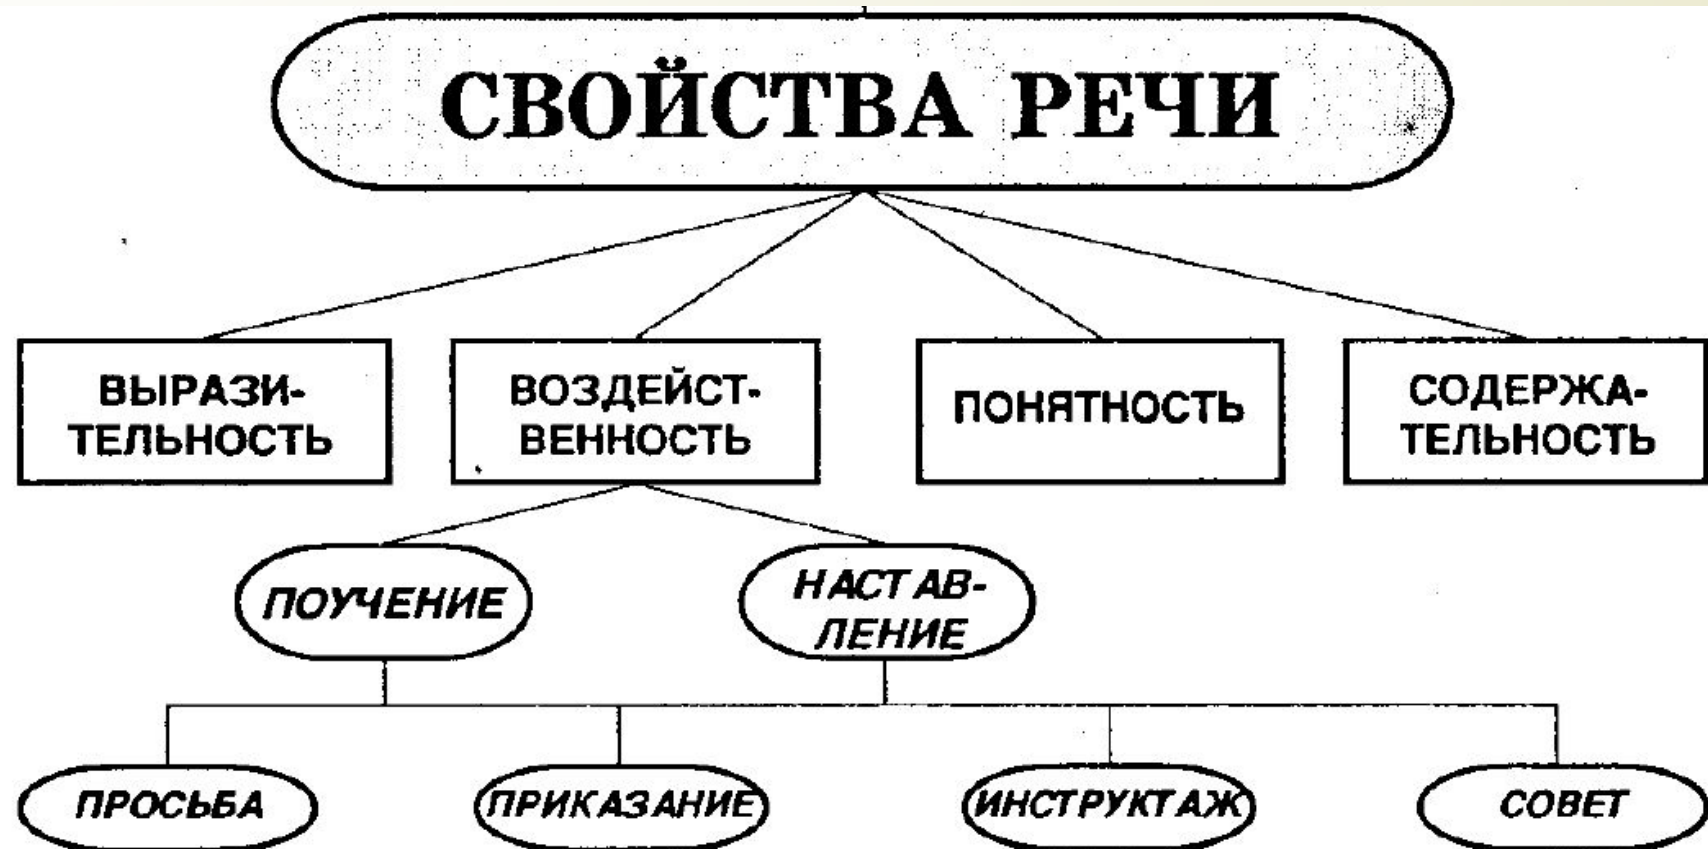 СВОЙСТВА РЕЧИ
ВЫРАЗИ-
ТЕЛЬНОСТЬ
ВОЗДЕЙСТ-
ВЕННОСТЬ
ПОНЯТНОСТЬ
СОДЕРЖА-
ТЕЛЬНОСТЬ
ПОУЧЕНИЕ
НАСТАВ-
ЛЕНИЕ
ПРОСЬБА
ПРИКАЗАНИЕ
ИНСТРУКТАЖ
СОВЕТ